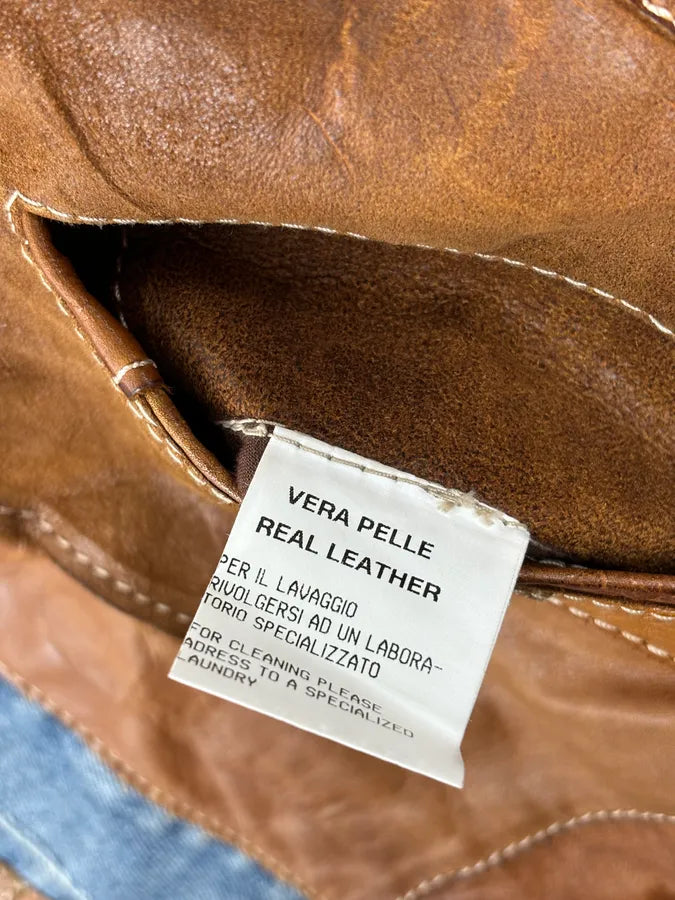 VERA PELLE
REAL LEATHER
PER IL LAVAGGIO
RIVOLGERSI AD UN LABORA-
TORIO SPECIALIZZATO
FOR CLEANING PLEASE
ADRESS TO A SPECIALIZED
LAUNDRY